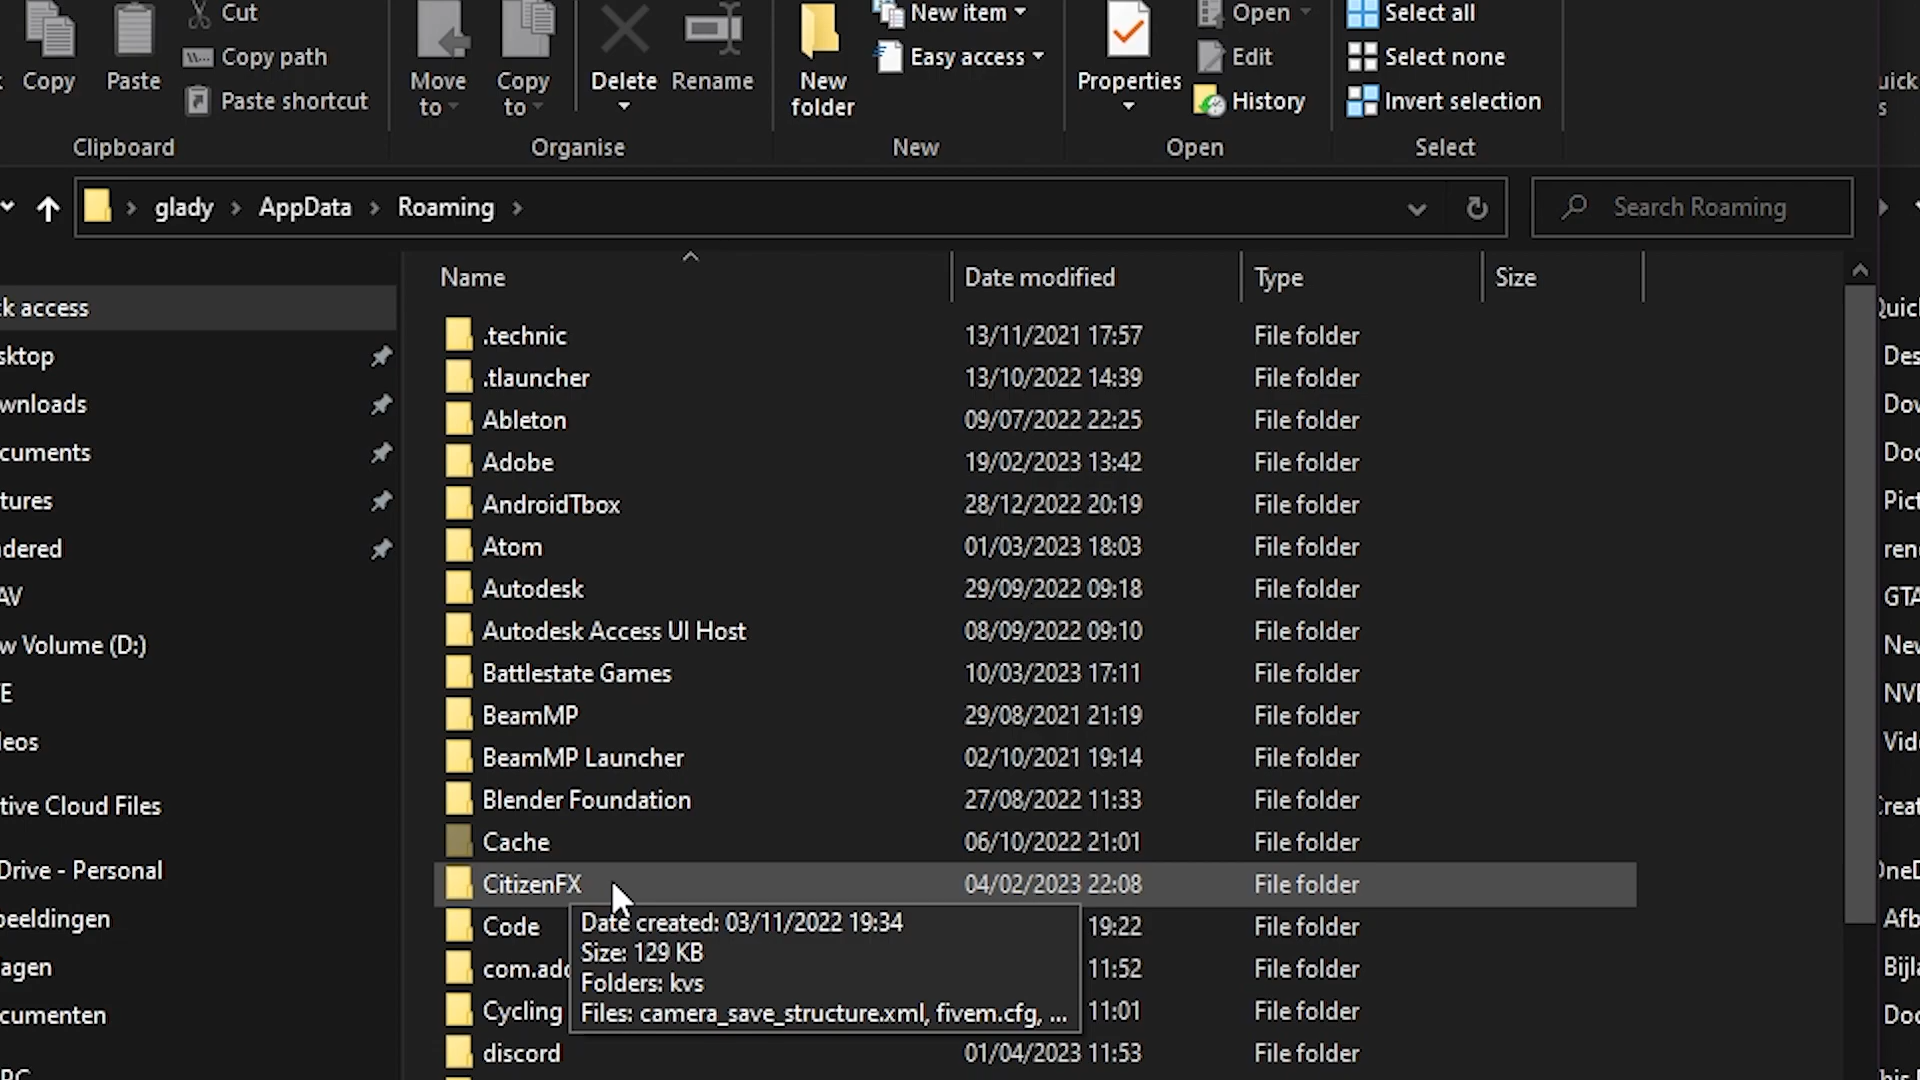 Cut
Copy
Paste
Copy path
Paste shortcut
Clipboard
Move to
Copy to
Delete
Rename
Organise
New folder
New item
Easy access
New
Properties
Open
Edit
History
Open
Select all
Select none
Invert selection
Select
uick
s
glady > AppData > Roaming >
Search Roaming
Name Date modified Type Size
k access
sktop
wnloads
cuments
tures
dered
AV
w Volume (D:)
E
leos
tive Cloud Files
Drive - Personal
beeldingen
agen
cumenten
PC
.technic 13/11/2021 17:57 File folder
.tlauncher 13/10/2022 14:39 File folder
Ableton 09/07/2022 22:25 File folder
Adobe 19/02/2023 13:42 File folder
AndroidTbox 28/12/2022 20:19 File folder
Atom 01/03/2023 18:03 File folder
Autodesk 29/09/2022 09:18 File folder
Autodesk Access UI Host 08/09/2022 09:10 File folder
Battlestate Games 10/03/2023 17:11 File folder
BeamMP 29/08/2021 21:19 File folder
BeamMP Launcher 02/10/2021 19:14 File folder
Blender Foundation 27/08/2022 11:33 File folder
Cache 06/10/2022 21:01 File folder
CitizenFX 04/02/2023 22:08 File folder
Code 19:22 File folder
com.ado 11:52 File folder
Cycling 11:01 File folder
discord 01/04/2023 11:53 File folder
Date created: 03/11/2022 19:34
Size: 129 KB
Folders: kvs
Files: camera_save_structure.xml, fivem.cfg, ...
Quick
Des
Dov
Doc
Pict
ren
GTA
Nev
NVE
Vide
Creat
OneD
Afb
Bijla
Doc